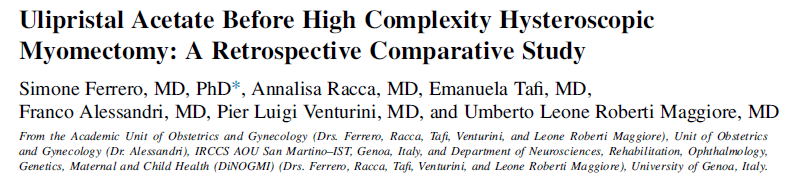 Ulipristal Acetate Before High Complexity Hysteroscopic
Myomectomy: A Retrospective Comparative Study
Simone Ferrero, MD, PhD*, Annalisa Racca, MD, Emanuela Tafi, MD,
Franco Alessandri, MD, Pier Luigi Venturini, MD, and Umberto Leone Roberti Maggiore, MD
From the Academic Unit of Obstetrics and Gynecology (Drs. Ferrero, Racca, Tafi, Venturini, and Leone Roberti Maggiore), Unit of Obstetrics
and Gynecology (Dr. Alessandri), IRCCS AOU San Martino–IST, Genoa, Italy, and Department of Neurosciences, Rehabilitation, Ophthalmology,
Genetics, Maternal and Child Health (DiNOGMI) (Drs. Ferrero, Racca, Tafi, Venturini, and Leone Roberti Maggiore), University of Genoa, Italy.